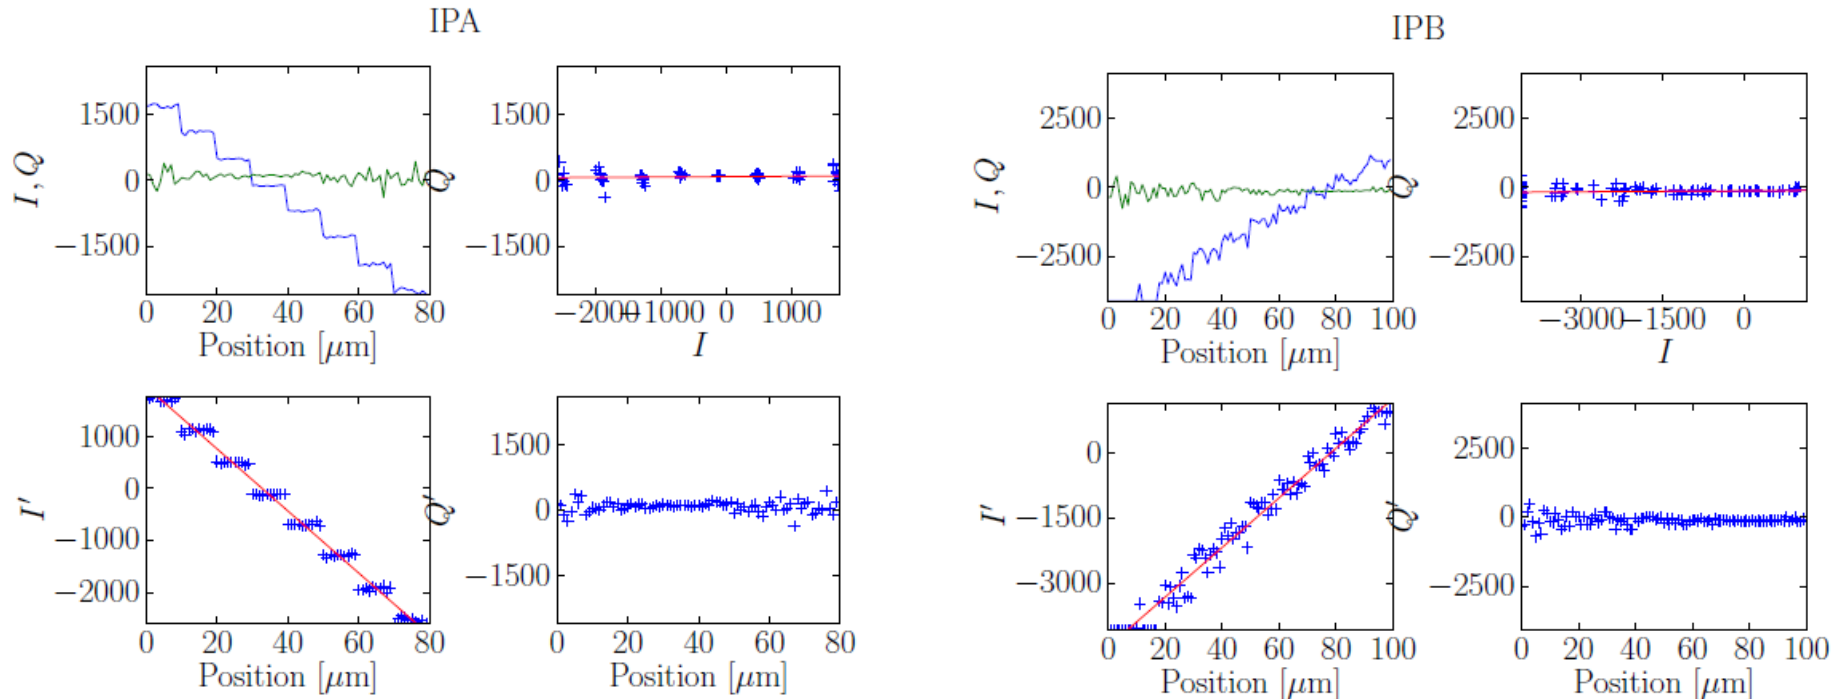 IPA
I, Q
1500
0
−1500
0 20 40 60 80
Position [μm]
Q
1500
0
−1500
−2000 −1000 0 1000
I
I′
1000
0
−1000
−2000
0 20 40 60 80
Position [μm]
Q′
1500
0
−1500
0 20 40 60 80
Position [μm]
IPB
I, Q
2500
0
−2500
0 20 40 60 80 100
Position [μm]
Q
2500
0
−2500
−3000 −1500 0
I
I′
0
−1500
−3000
0 20 40 60 80 100
Position [μm]
Q′
2500
0
−2500
0 20 40 60 80 100
Position [μm]